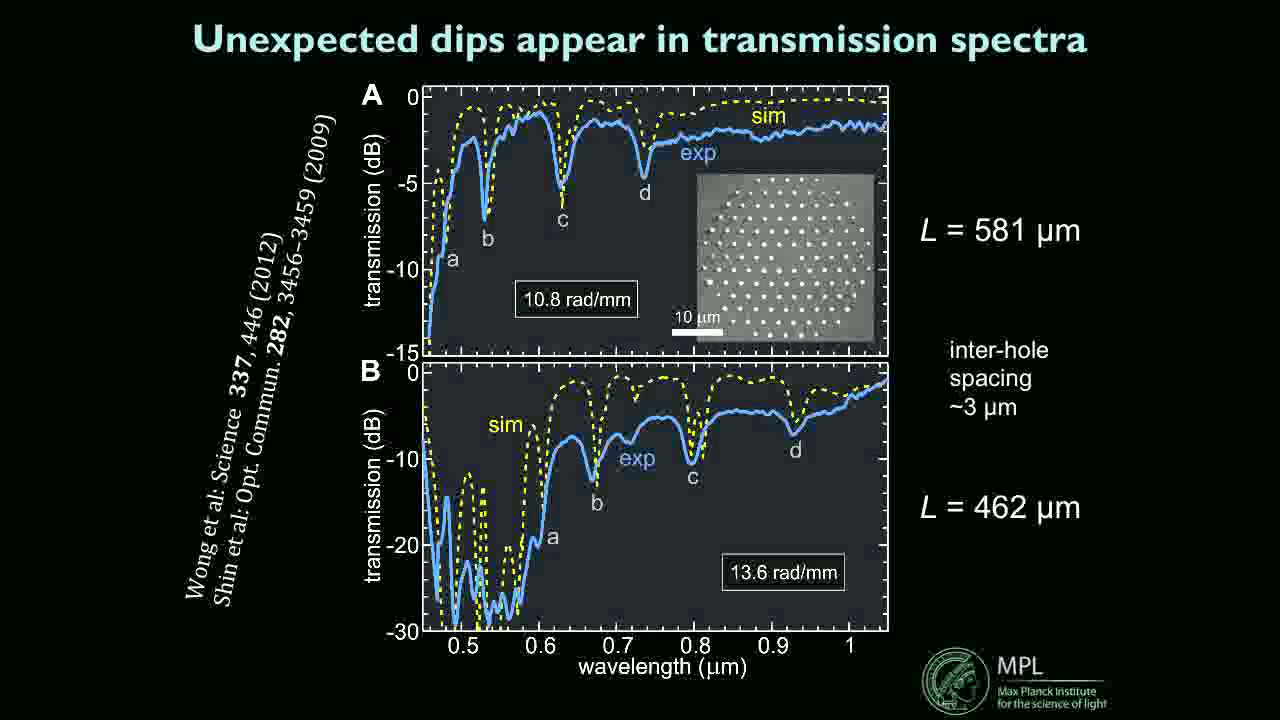 Unexpected dips appear in transmission spectra
Wong et al: Science 337, 446 (2012)
Shin et al: Opt. Commun. 282, 3456–3459 (2009)
A
0
-5
-10
-15
transmission (dB)
sim
exp
a
b
c
d
10.8 rad/mm
10 μm
L = 581 μm
inter-hole
spacing
~3 μm
B
0
-10
-20
-30
transmission (dB)
sim
exp
a
b
c
d
13.6 rad/mm
L = 462 μm
0.5 0.6 0.7 0.8 0.9 1
wavelength (μm)
MPL
Max Planck Institute
for the science of light